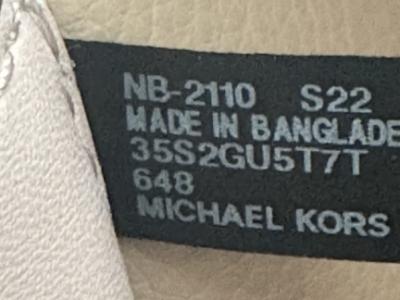 NB-2110 S22
MADE IN BANGLADE
35S2GU5T7T
648
MICHAEL KORS